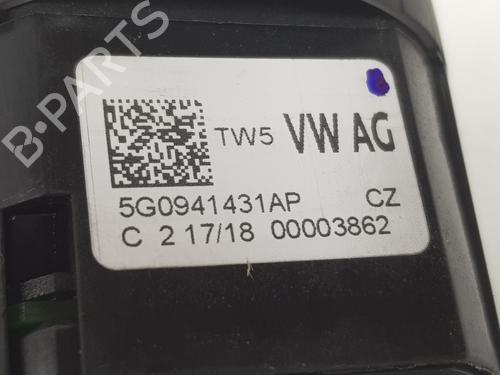 B-PARTS
TW5 VW AG
5G0941431AP CZ
C 2 17/18 00003862